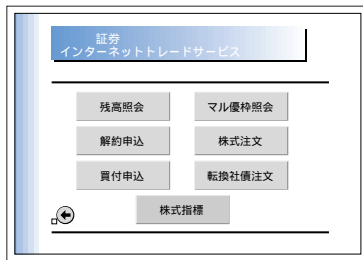 証券
インターネットトレードサービス
残高照会
マル優枠照会
解約申込
株式注文
買付申込
転換社債注文
株式指標